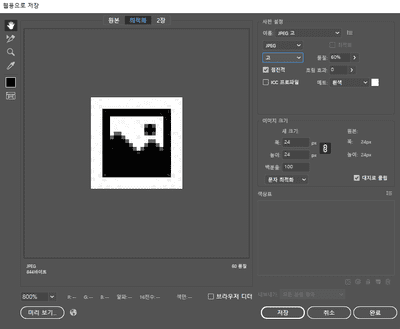 웹용으로 저장
원본 최적화 2장
사전 설정
이름: JPEG 고
JPEG
최적화
고
품질: 60%
점진적
흐림 효과: 0
ICC 프로파일
매트: 흰색
이미지 크기
새 크기: 원본:
폭: 24 px 폭: 24px
높이: 24 px 높이: 24px
백분율: 100
문자 최적화
대지로 클립
색상표
JPEG 60 품질
844바이트
800%
R: --
G: --
B: --
알파: --
16진수: --
색인: --
브라우저 디더
미리 보기...
저장
취소
완료